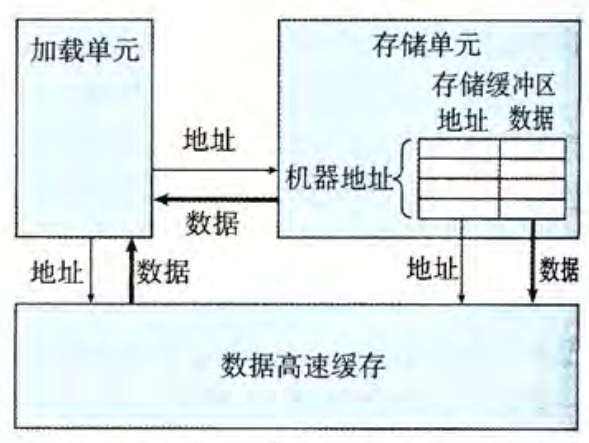 加载单元
存储单元
存储缓冲区
地址 数据
机器地址
地址
数据
地址
数据
地址
数据
数据高速缓存